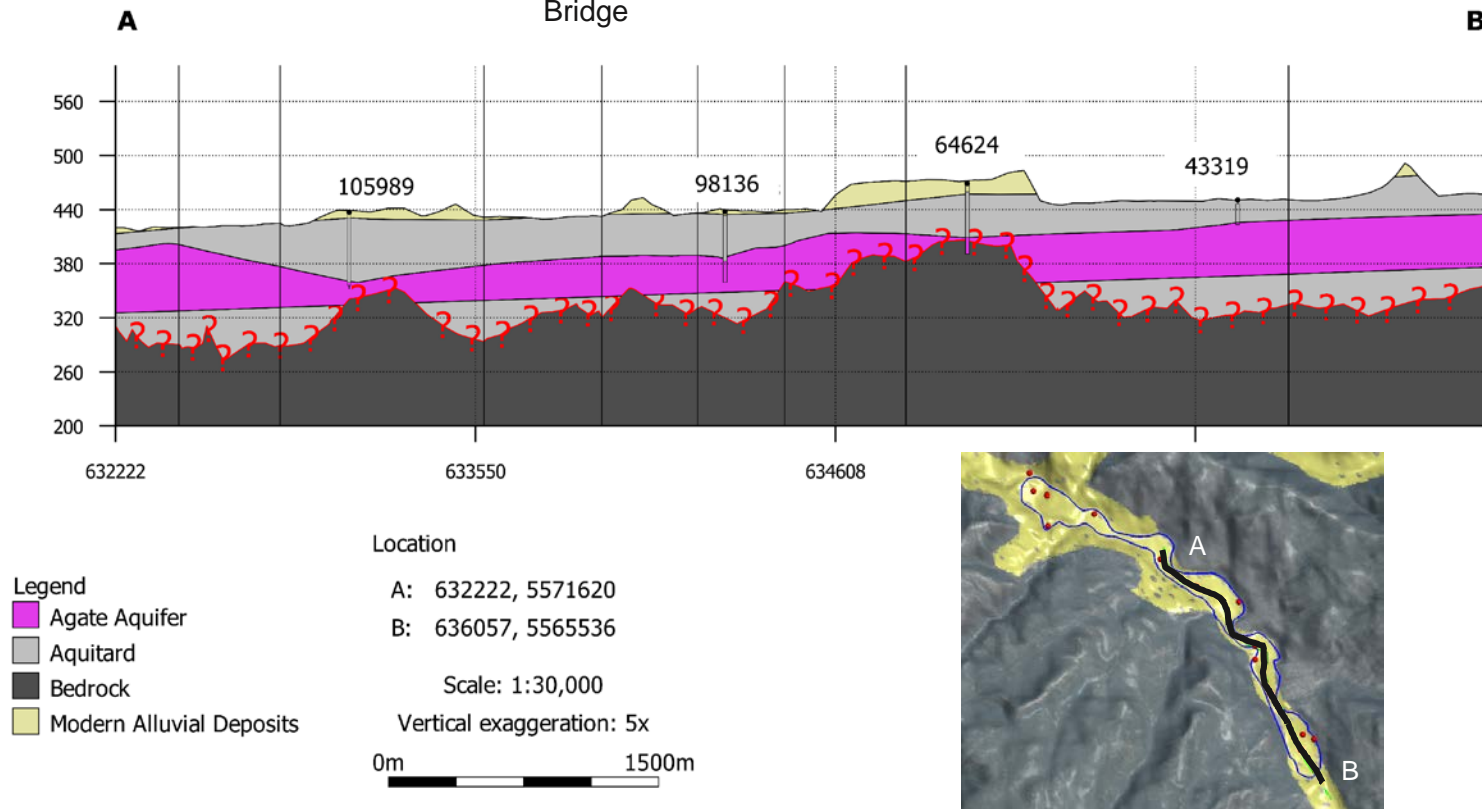 Bridge
A
B
560
500
440
380
320
260
200
105989
98136
64624
43319
632222
633550
634608
? ? ? ? ? ? ? ? ? ? ? ? ? ? ? ? ? ? ? ? ? ? ? ? ? ? ? ? ? ? ? ? ? ? ? ? ? ? ? ? ? ? ? ? ?
Legend
Agate Aquifer
Aquitard
Bedrock
Modern Alluvial Deposits
Location
A: 632222, 5571620
B: 636057, 5565536
Scale: 1:30,000
Vertical exaggeration: 5x
0m 1500m
A
B